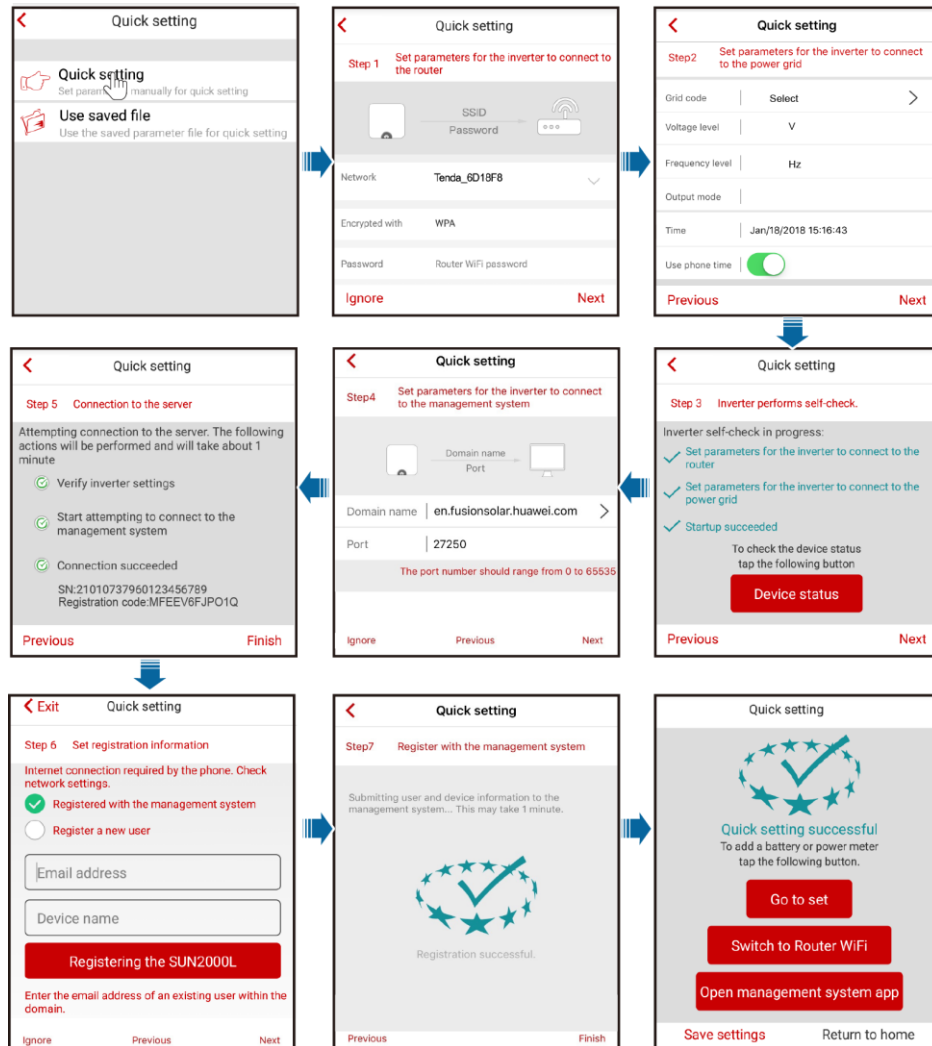 Quick setting
Quick setting
Set parameters manually for quick setting
Use saved file
Use the saved parameter file for quick setting
Quick setting
Step 1 Set parameters for the inverter to connect to
the router
SSID
Password
Network Tenda_6D18F8
Encrypted with WPA
Password Router WiFi password
Ignore Next
Quick setting
Step2 Set parameters for the inverter to connect
to the power grid
Grid code Select
Voltage level V
Frequency level Hz
Output mode
Time Jan/18/2018 15:16:43
Use phone time
Previous Next
Quick setting
Step 3 Inverter performs self-check.
Inverter self-check in progress:
Set parameters for the inverter to connect to the
router
Set parameters for the inverter to connect to the
power grid
Startup succeeded
To check the device status
tap the following button
Device status
Previous Next
Quick setting
Step4 Set parameters for the inverter to connect
to the management system
Domain name
Port
Domain name en.fusionsolar.huawei.com
Port 27250
The port number should range from 0 to 65535
Ignore Previous Next
Quick setting
Step 5 Connection to the server
Attempting connection to the server. The following
actions will be performed and will take about 1
minute
Verify inverter settings
Start attempting to connect to the
management system
Connection succeeded
SN:21010737960123456789
Registration code:MFEEV6FJPO1Q
Previous Finish
Exit Quick setting
Step 6 Set registration information
Internet connection required by the phone. Check
network settings.
Registered with the management system
Register a new user
Email address
Device name
Registering the SUN2000L
Enter the email address of an existing user within the
domain.
Ignore Previous Next
Quick setting
Step7 Register with the management system
Submitting user and device information to the
management system... This may take 1 minute.
Registration successful.
Previous Finish
Quick setting
Quick setting successful
To add a battery or power meter
tap the following button.
Go to set
Switch to Router WiFi
Open management system app
Save settings Return to home